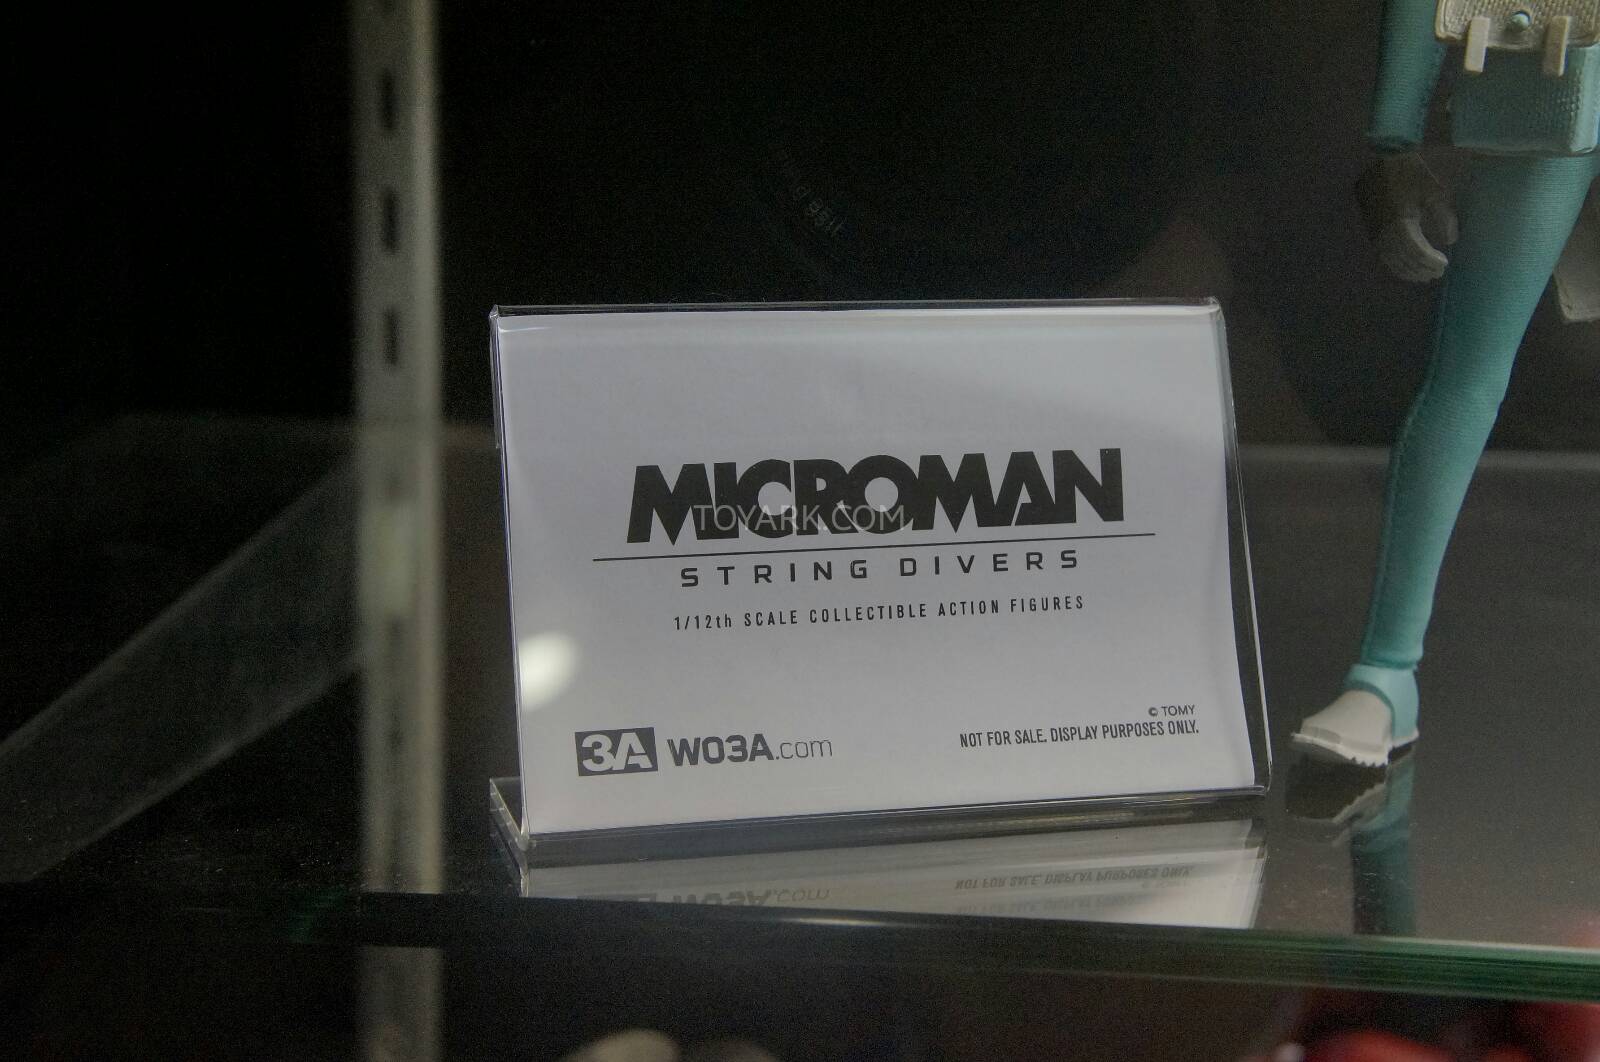 MICROMAN
TOYARK.COM
STRING DIVERS
1/12th SCALE COLLECTIBLE ACTION FIGURES
© TOMY
NOT FOR SALE. DISPLAY PURPOSES ONLY.
3A WO3A.com